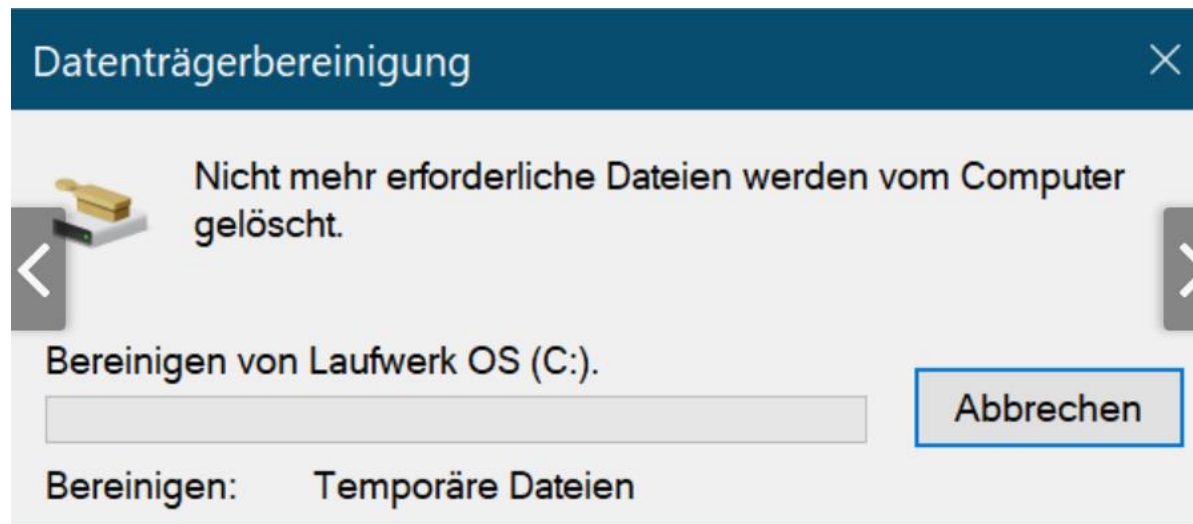 Datenträgerbereinigung
Nicht mehr erforderliche Dateien werden vom Computer
gelöscht.
Bereinigen von Laufwerk OS (C:).
Abbrechen
Bereinigen: Temporäre Dateien